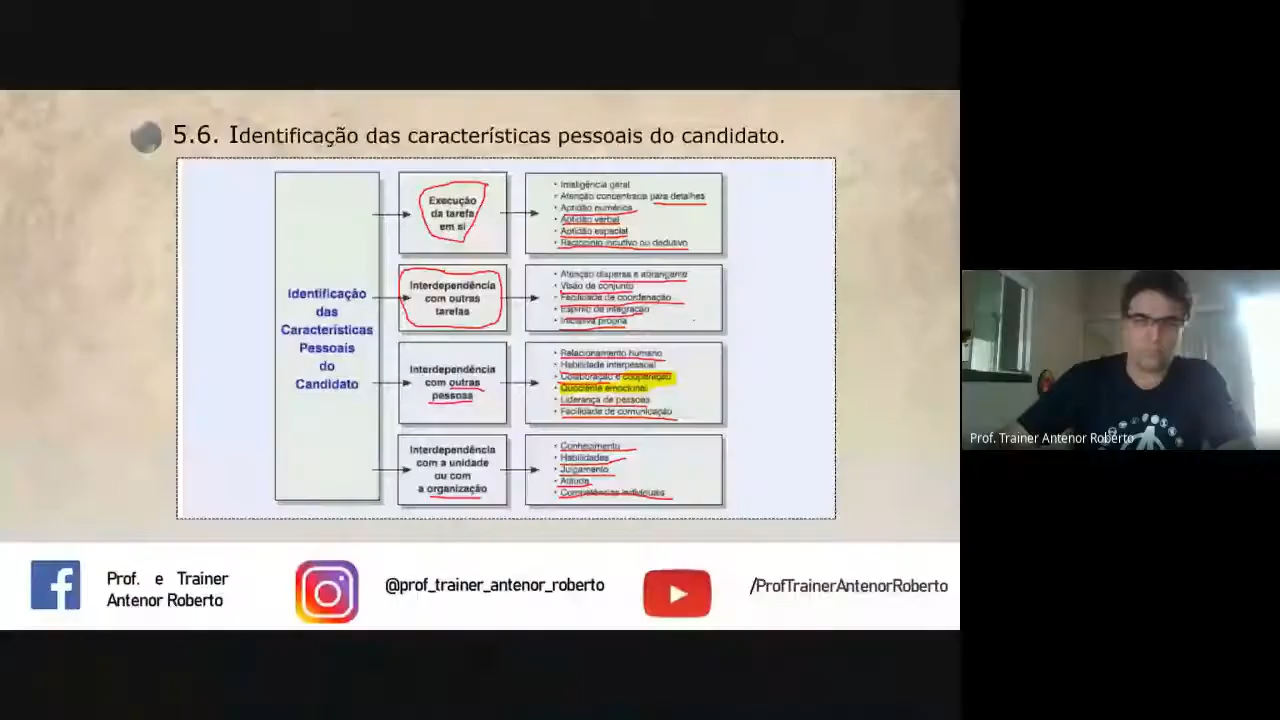 5.6. Identificação das características pessoais do candidato.
Identificação
das
Características
Pessoais
do
Candidato
Execução
da tarefa
em si
• Inteligência geral
• Atenção concentrada para detalhes
• Aptidão numérica
• Aptidão verbal
• Aptidão espacial
• Raciocínio indutivo ou dedutivo
Interdependência
com outras
tarefas
• Atenção dispersa e abrangente
• Visão de conjunto
• Facilidade de coordenação
• Espírito de integração
• Iniciativa própria
Interdependência
com outras
pessoas
• Relacionamento humano
• Habilidade interpessoal
• Colaboração e cooperação
• Quociente emocional
• Liderança de pessoas
• Facilidade de comunicação
Interdependência
com a unidade
ou com
a organização
• Conhecimento
• Habilidades
• Julgamento
• Atitude
• Competências individuais
Prof. Trainer Antenor Roberto
Prof. e Trainer
Antenor Roberto
@prof_trainer_antenor_roberto
/ProfTrainerAntenorRoberto